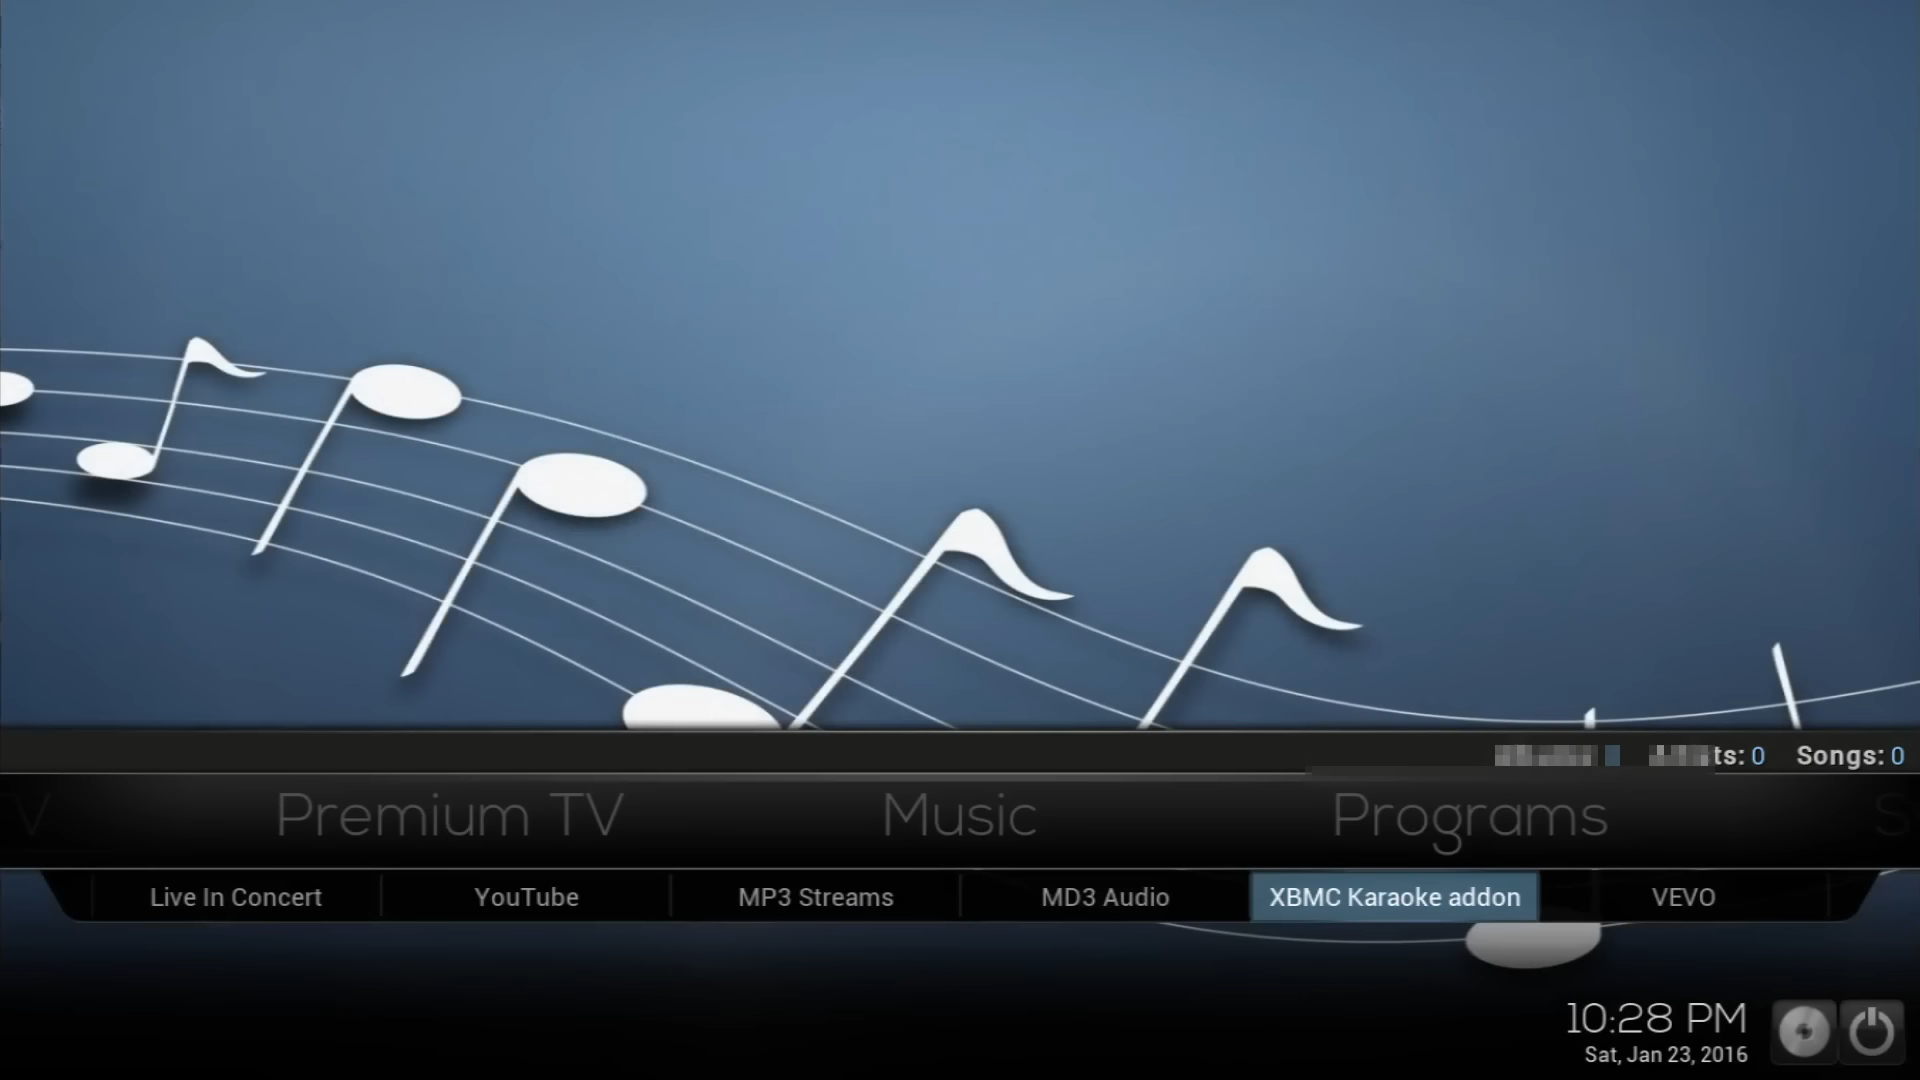 ts: 0 Songs: 0
Premium TV Music Programs
Live In Concert YouTube MP3 Streams MD3 Audio XBMC Karaoke addon VEVO
10:28 PM
Sat, Jan 23, 2016